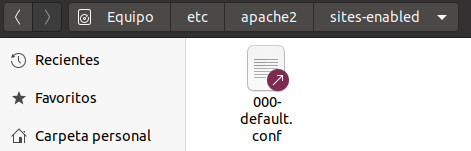 Equipo etc apache2 sites-enabled
Recientes
Favoritos
Carpeta personal
000-
default.
conf